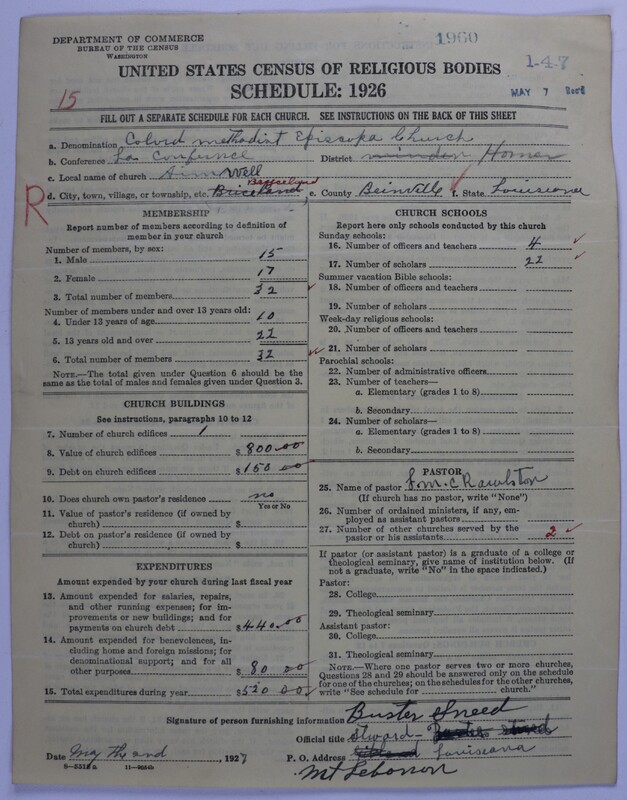 DEPARTMENT OF COMMERCE
BUREAU OF THE CENSUS
WASHINGTON
1960
1-4-7
UNITED STATES CENSUS OF RELIGIOUS BODIES
SCHEDULE: 1926
MAY 7
15
FILL OUT A SEPARATE SCHEDULE FOR EACH CHURCH. SEE INSTRUCTIONS ON THE BACK OF THIS SHEET
a. Denomination Colord methodist Episcopa Church
b. Conference La Confunce District minden Homer
c. Local name of church Aimwell
Briceland
d. City, town, village, or township, etc. Briceland, e. County Beinville f. State Louisiana
R
MEMBERSHIP
Report number of members according to definition of
member in your church
Number of members, by sex:
1. Male 15
2. Female 17
3. Total number of members 32
Number of members under and over 13 years old:
4. Under 13 years of age 10
5. 13 years old and over 22
6. Total number of members 32
NOTE.—The total given under Question 6 should be the
same as the total of males and females given under Question 3.
CHURCH BUILDINGS
See instructions, paragraphs 10 to 12
7. Number of church edifices 1
8. Value of church edifices $ 800.00
9. Debt on church edifices $ 150 00
10. Does church own pastor's residence no
Yes or No
11. Value of pastor's residence (if owned by
church) $
12. Debt on pastor's residence (if owned by
church) $
EXPENDITURES
Amount expended by your church during last fiscal year
13. Amount expended for salaries, repairs,
and other running expenses; for im-
provements or new buildings; and for
payments on church debt $ 440.00
14. Amount expended for benevolences, in-
cluding home and foreign missions; for
denominational support; and for all
other purposes $ 80 00
15. Total expenditures during year $ 520 00
CHURCH SCHOOLS
Report here only schools conducted by this church
Sunday schools:
16. Number of officers and teachers 4
17. Number of scholars 22
Summer vacation Bible schools:
18. Number of officers and teachers
19. Number of scholars
Week-day religious schools:
20. Number of officers and teachers
21. Number of scholars
Parochial schools:
22. Number of administrative officers
23. Number of teachers—
a. Elementary (grades 1 to 8)
b. Secondary
24. Number of scholars—
a. Elementary (grades 1 to 8)
b. Secondary
PASTOR
25. Name of pastor J. M. C Rawlston
(If church has no pastor, write "None")
26. Number of ordained ministers, if any, em-
ployed as assistant pastors
27. Number of other churches served by the
pastor or his assistants 2
If pastor (or assistant pastor) is a graduate of a college or
theological seminary, give name of institution below. (If
not a graduate, write "No" in the space indicated.)
Pastor:
28. College
29. Theological seminary
Assistant pastor:
30. College
31. Theological seminary
NOTE.—Where one pastor serves two or more churches,
Questions 28 and 29 should be answered only on the schedule
for one of the churches; on the schedules for the other churches,
write "See schedule for church."
Signature of person furnishing information Buster Sneed
Official title Stward
Date May the 2nd, 1927 P. O. Address Louiseana
8—5313 a 11—9024b mt Lebonon